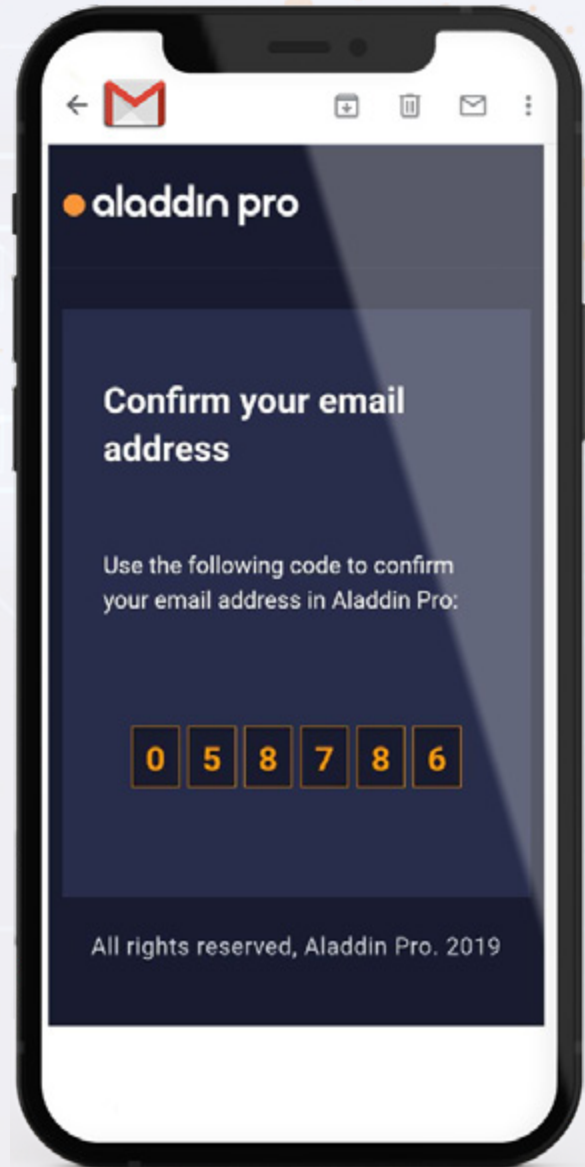 aladdin pro
Confirm your email
address
Use the following code to confirm
your email address in Aladdin Pro:
0 5 8 7 8 6
All rights reserved, Aladdin Pro. 2019